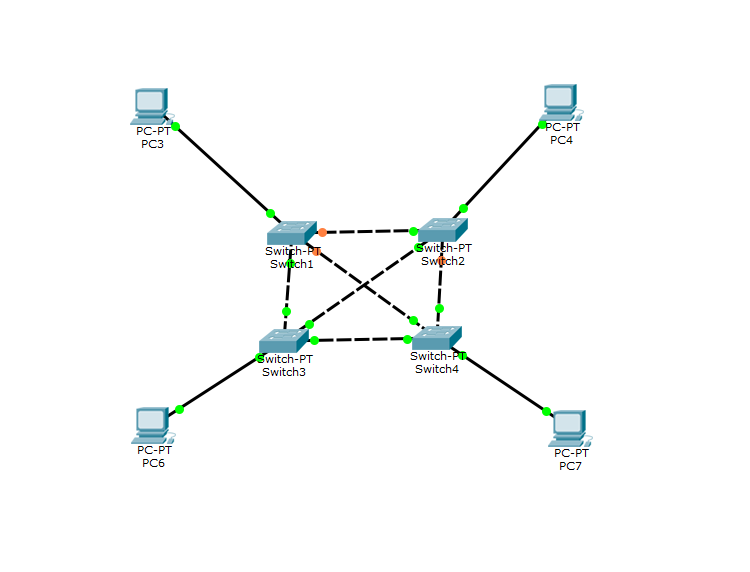 PC-PT
PC3
PC-PT
PC4
Switch-PT
Switch1
Switch-PT
Switch2
Switch-PT
Switch3
Switch-PT
Switch4
PC-PT
PC6
PC-PT
PC7